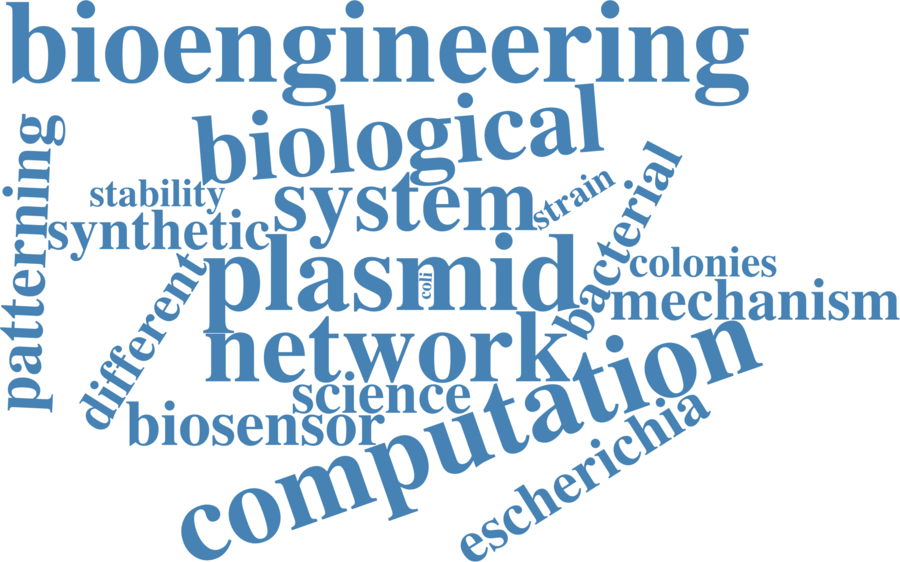 bioengineering
biological
patterning
stability
system
strain
synthetic
bacterial
plasmid
coli
colonies
different
mechanism
network
science
computation
biosensor
escherichia